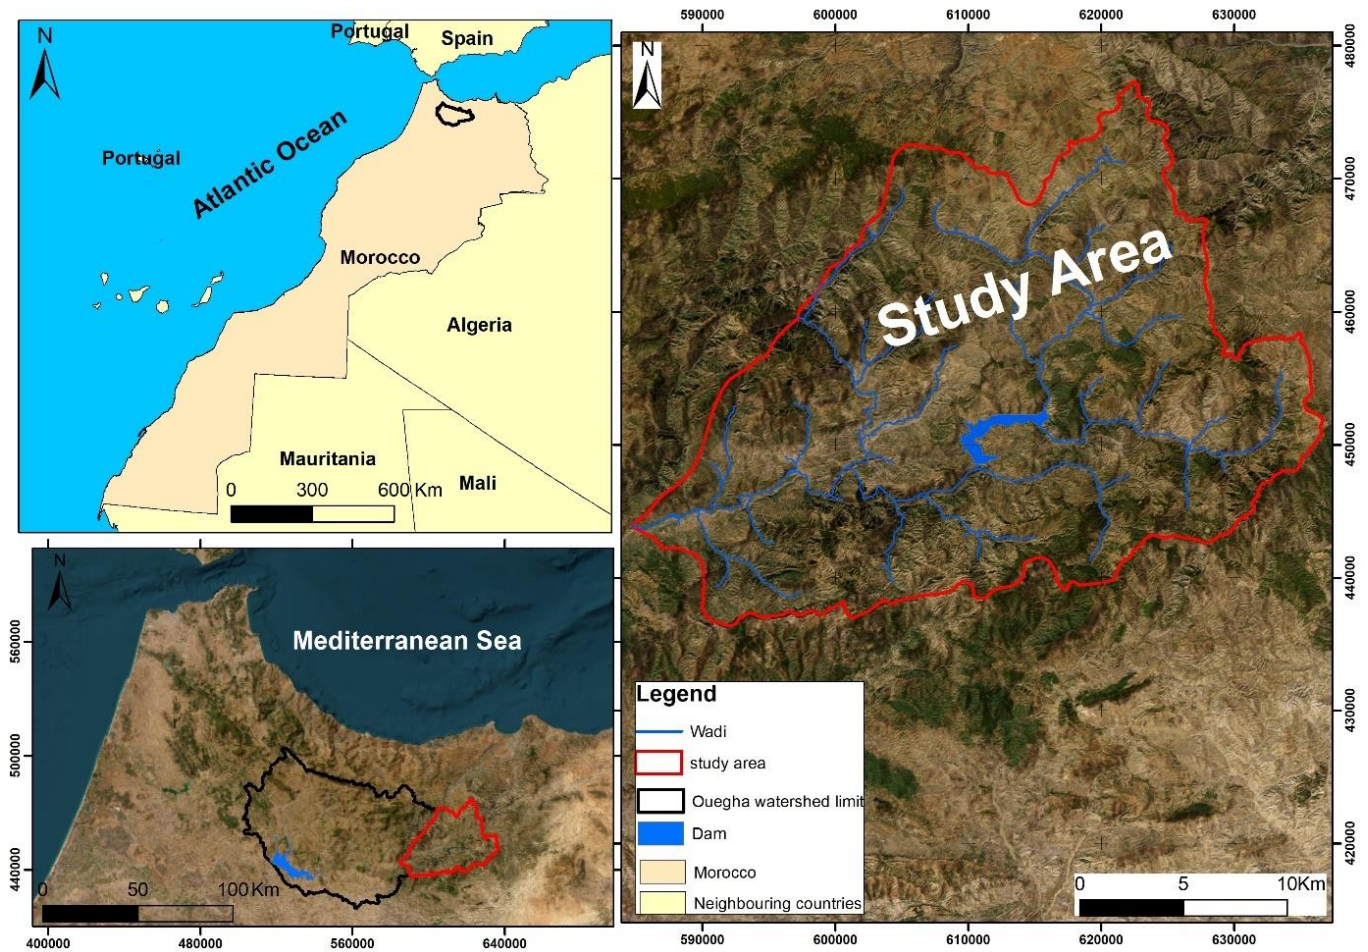 N
Portugal
Spain
Portugal
Atlantic Ocean
Morocco
Algeria
Mauritania
Mali
0 300 600 Km
N
Mediterranean Sea
560000
500000
440000
0 50 100 Km
400000 480000 560000 640000
590000 600000 610000 620000 630000
N
Study Area
480000
470000
460000
450000
440000
430000
420000
Legend
Wadi
study area
Ouegha watershed limit
Dam
Morocco
Neighbouring countries
0 5 10Km
590000 600000 610000 620000 630000